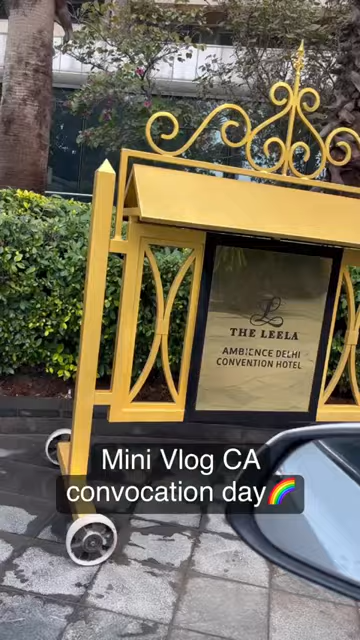 THE LEELA
AMBIENCE DELHI
CONVENTION HOTEL
Mini Vlog CA
convocation day🌈